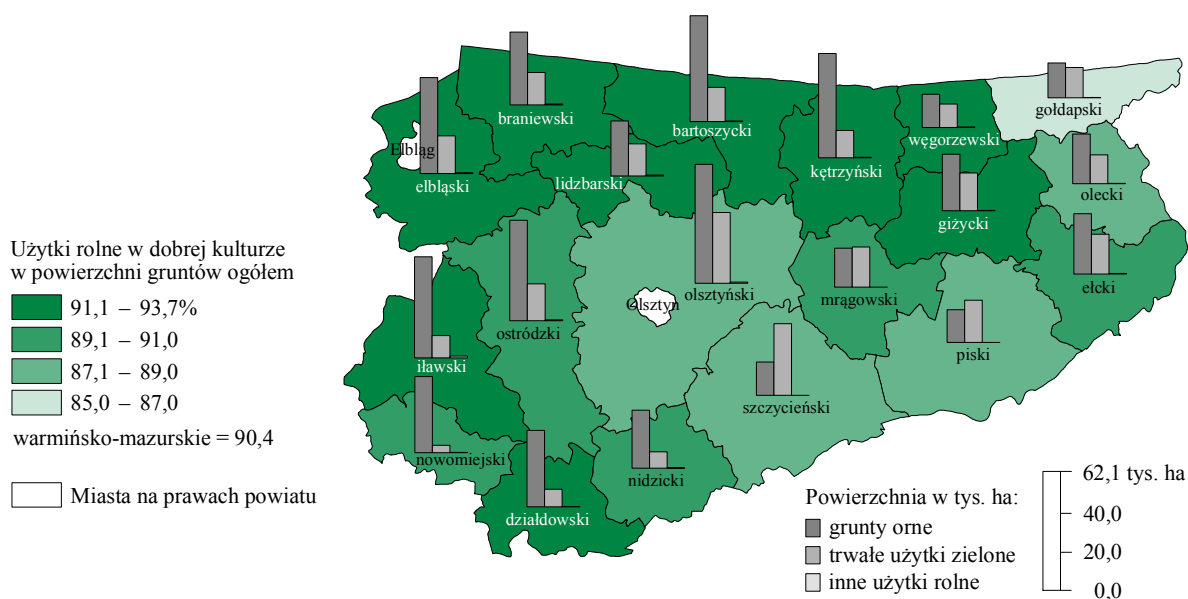 braniewski
bartoszycki
gołdapski
węgorzewski
Elbląg
elbląski
lidzbarski
kętrzyński
olecki
giżycki
Użytki rolne w dobrej kulturze
w powierzchni gruntów ogółem
91,1 – 93,7%
89,1 – 91,0
87,1 – 89,0
85,0 – 87,0
warmińsko-mazurskie = 90,4
Miasta na prawach powiatu
olsztyński
mrągowski
ełcki
Olsztyn
ostródzki
piski
iławski
szczycieński
nowomiejski
nidzicki
działdowski
Powierzchnia w tys. ha:
grunty orne
trwałe użytki zielone
inne użytki rolne
62,1 tys. ha
40,0
20,0
0,0